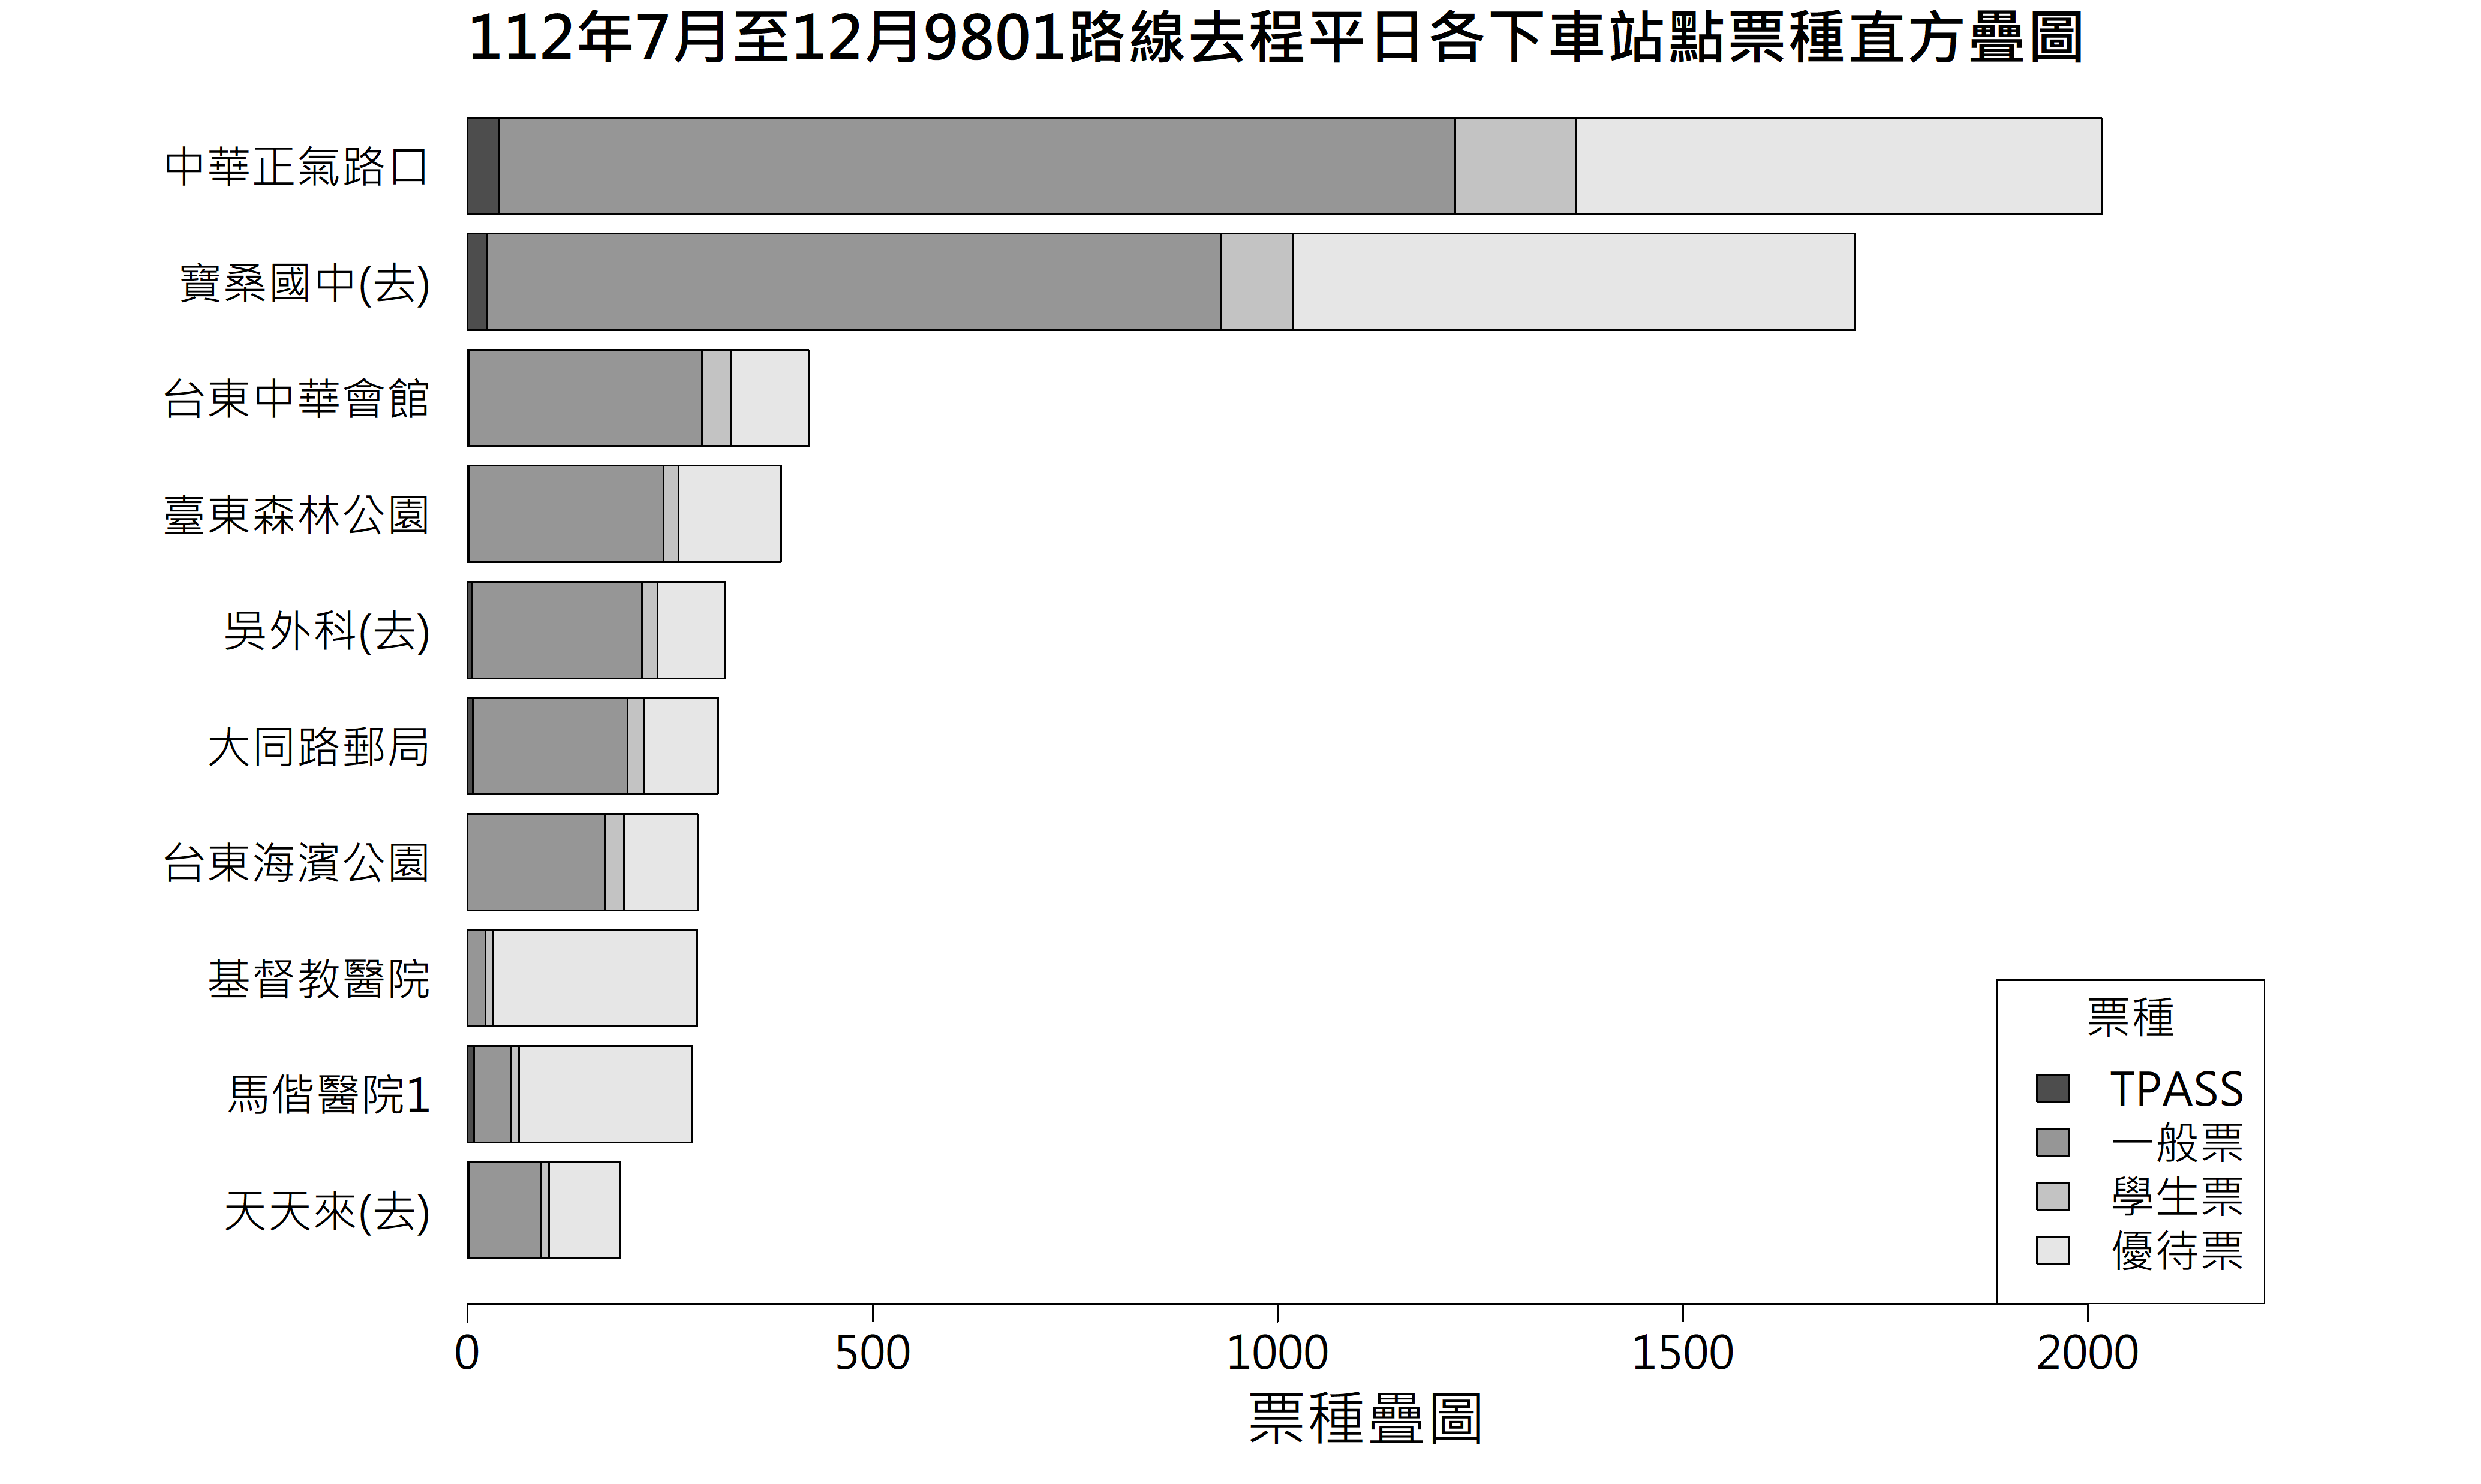 112年7月至12月9801路線去程平日各下車站點票種直方疊圖
中華正氣路口
寶桑國中(去)
台東中華會館
臺東森林公園
吳外科(去)
大同路郵局
台東海濱公園
基督教醫院
馬偕醫院1
天天來(去)
票種
TPASS
一般票
學生票
優待票
0 500 1000 1500 2000
票種疊圖